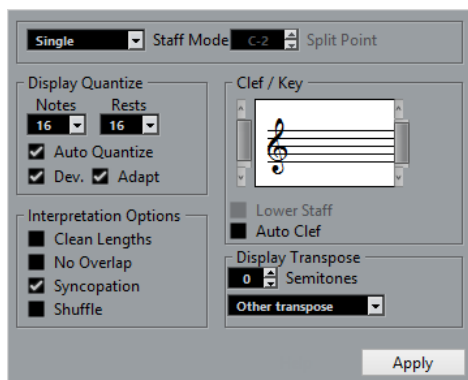 Single Staff Mode C-2 Split Point
Display Quantize
Notes Rests
16 16
Auto Quantize
Dev. Adapt
Interpretation Options
Clean Lengths
No Overlap
Syncopation
Shuffle
Clef / Key
Lower Staff
Auto Clef
Display Transpose
0 Semitones
Other transpose
Apply